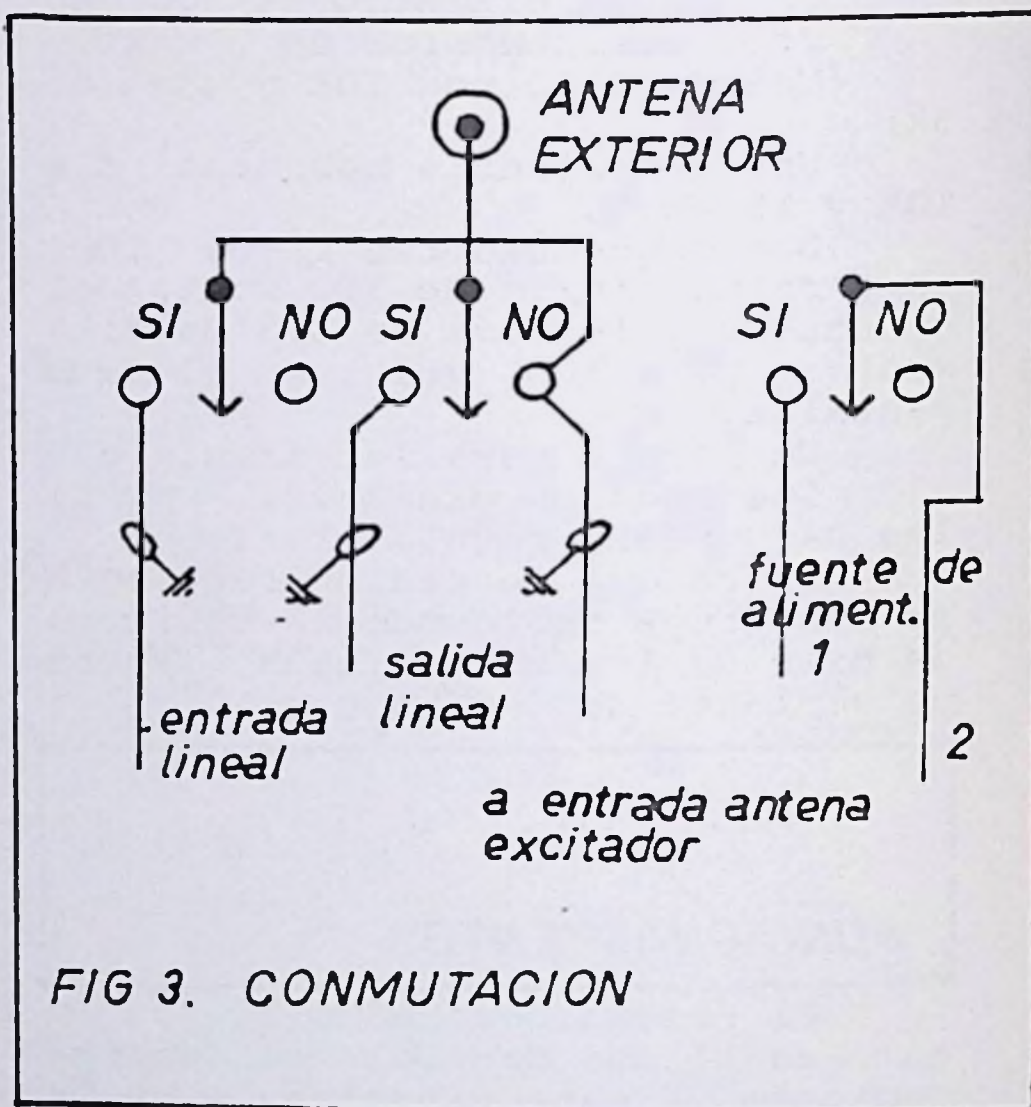 ANTENA
EXTERIOR
SI NO SI NO SI NO
fuente de
aliment.
1
2
salida
lineal
entrada
lineal
a entrada antena
excitador
FIG 3. CONMUTACION